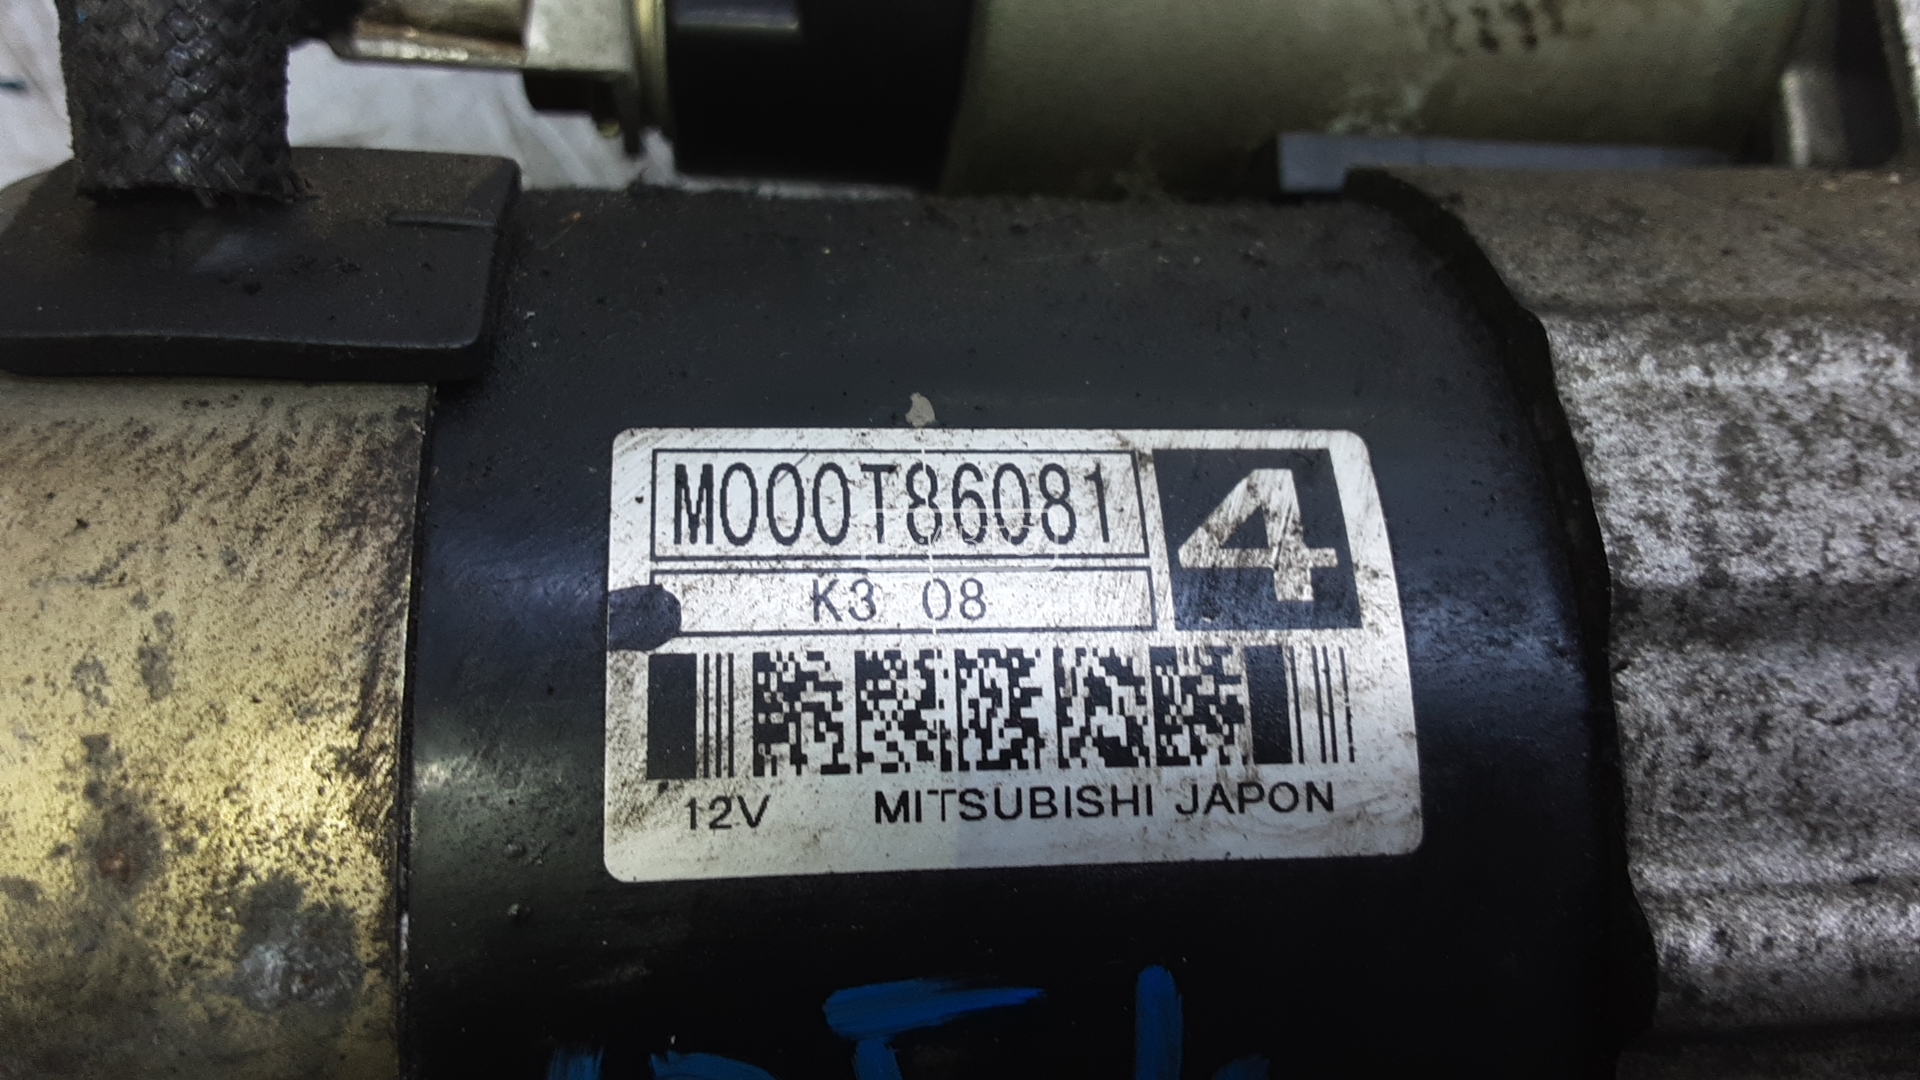 M000T86081
4
K3 08
12V MITSUBISHI JAPON